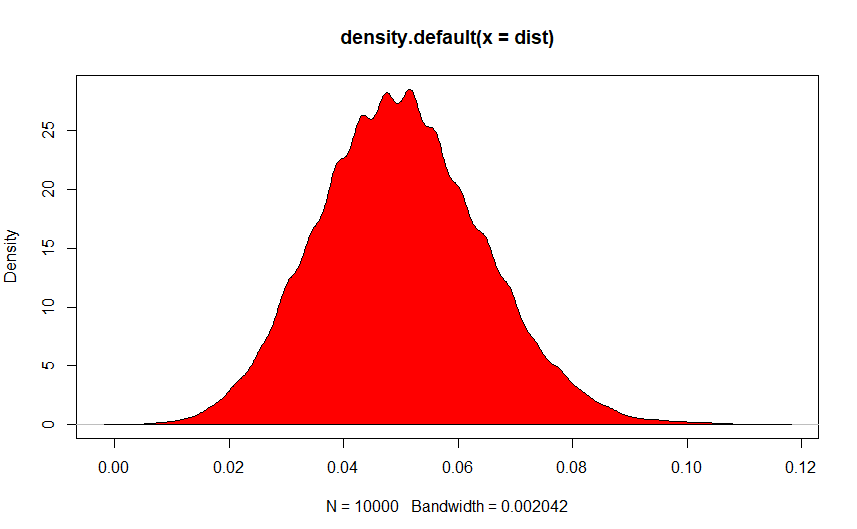 density.default(x = dist)
Density
25
20
15
10
5
0
0.00 0.02 0.04 0.06 0.08 0.10 0.12
N = 10000 Bandwidth = 0.002042